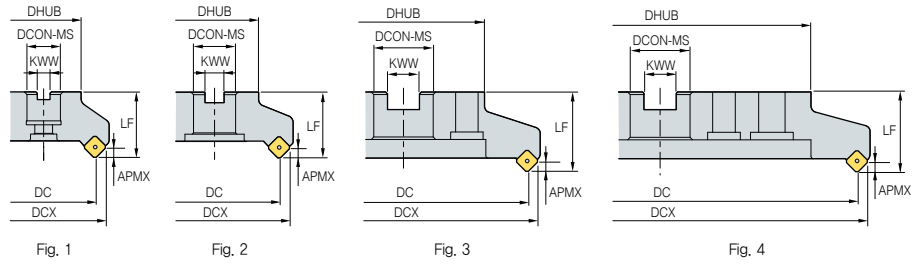 DHUB
DCON-MS
KWW
LF
APMX
DC
DCX
Fig. 1
DHUB
DCON-MS
KWW
LF
APMX
DC
DCX
Fig. 2
DHUB
DCON-MS
KWW
LF
APMX
DC
DCX
Fig. 3
DHUB
DCON-MS
KWW
LF
APMX
DC
DCX
Fig. 4